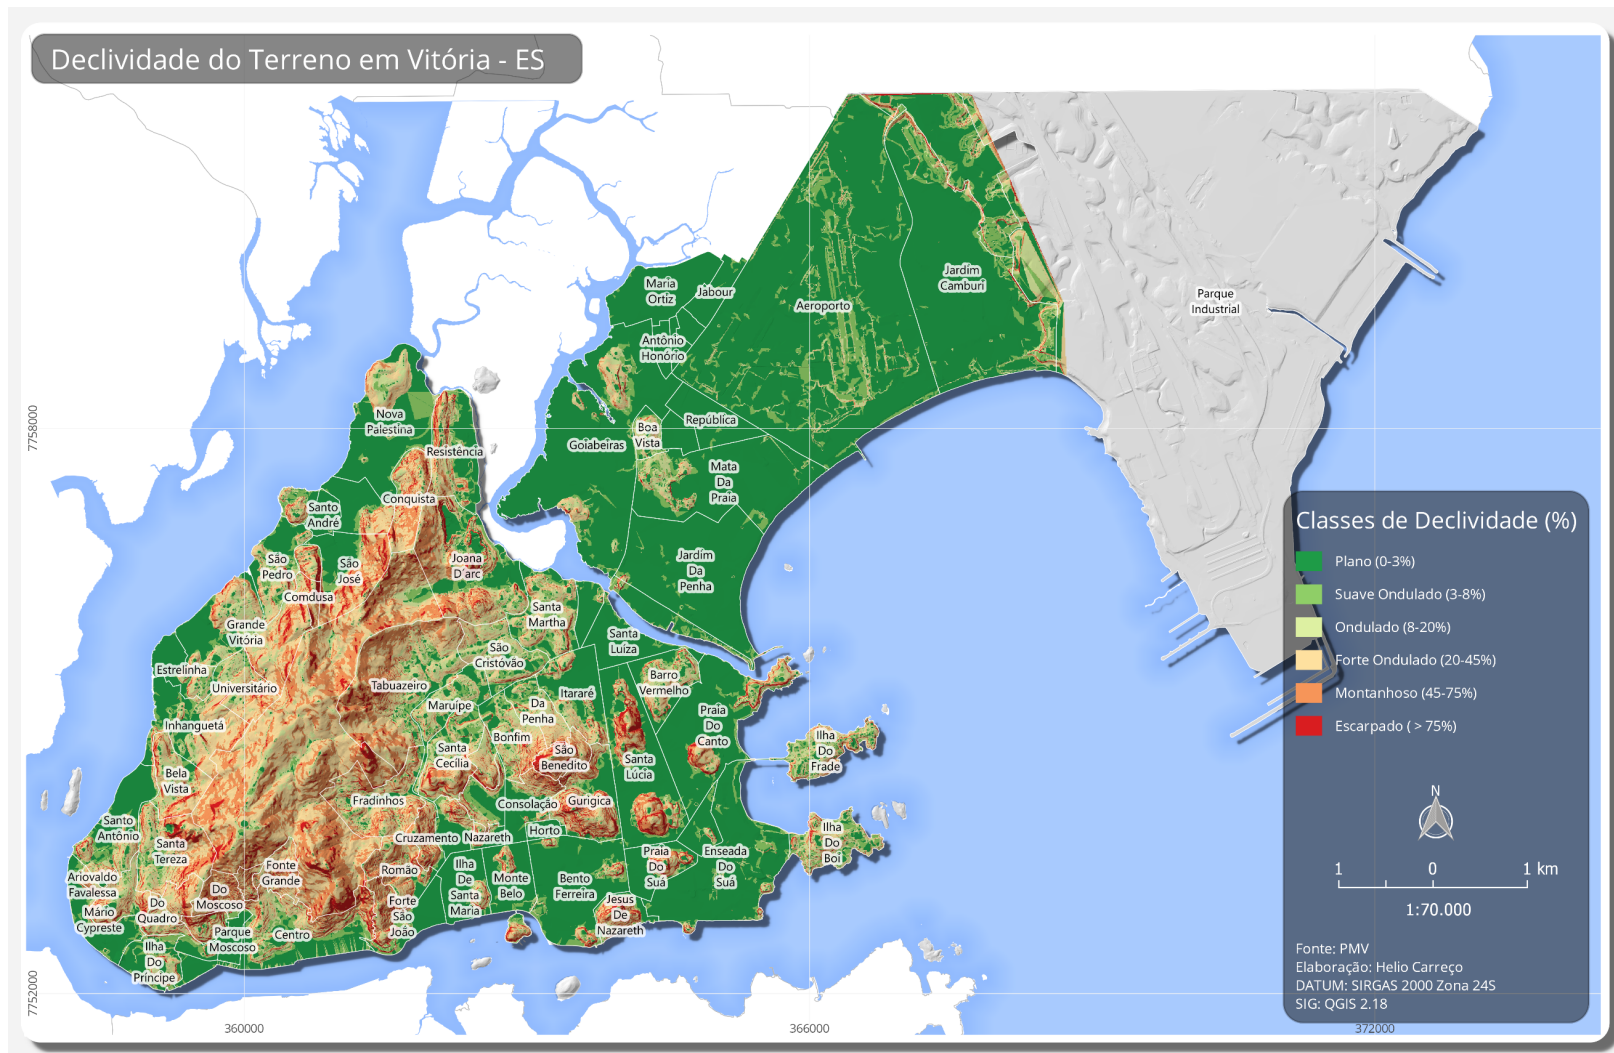 Declividade do Terreno em Vitória - ES
Maria
Ortiz
Jabour
Antônio
Honório
Aeroporto
Jardim
Camburi
Parque
Industrial
Nova
Palestina
Resistência
Goiabeiras
Boa
Vista
República
Mata
Da
Praia
Conquista
Santo
André
São
Pedro
São
José
Joana
D'arc
Comdusa
Jardim
Da
Penha
Grande
Vitória
Santa
Martha
Santa
Luiza
São
Cristóvão
Estrelinha
Universitário
Tabuazeiro
Maruípe
Itararé
Barro
Vermelho
Da
Penha
Praia
Do
Canto
Inhanguetá
Bonfim
Santa
Cecília
São
Benedito
Santa
Lúcia
Ilha
Do
Frade
Bela
Vista
Fradinhos
Consolação
Gurigica
Santo
Antônio
Cruzamento
Nazareth
Horto
Ilha
Do
Boi
Santa
Tereza
Fonte
Grande
Romão
Ilha
De
Santa
Maria
Monte
Belo
Bento
Ferreira
Praia
Do
Suá
Enseada
Do
Suá
Ariovaldo
Favalessa
Mário
Cypreste
Do
Quadro
Do
Moscoso
Forte
São
João
Jesus
De
Nazareth
Parque
Moscoso
Centro
Ilha
Do
Príncipe
7758000
7752000
360000
366000
372000
Classes de Declividade (%)
Plano (0-3%)
Suave Ondulado (3-8%)
Ondulado (8-20%)
Forte Ondulado (20-45%)
Montanhoso (45-75%)
Escarpado ( > 75%)
N
1 0 1 km
1:70.000
Fonte: PMV
Elaboração: Helio Carreço
DATUM: SIRGAS 2000 Zona 24S
SIG: QGIS 2.18